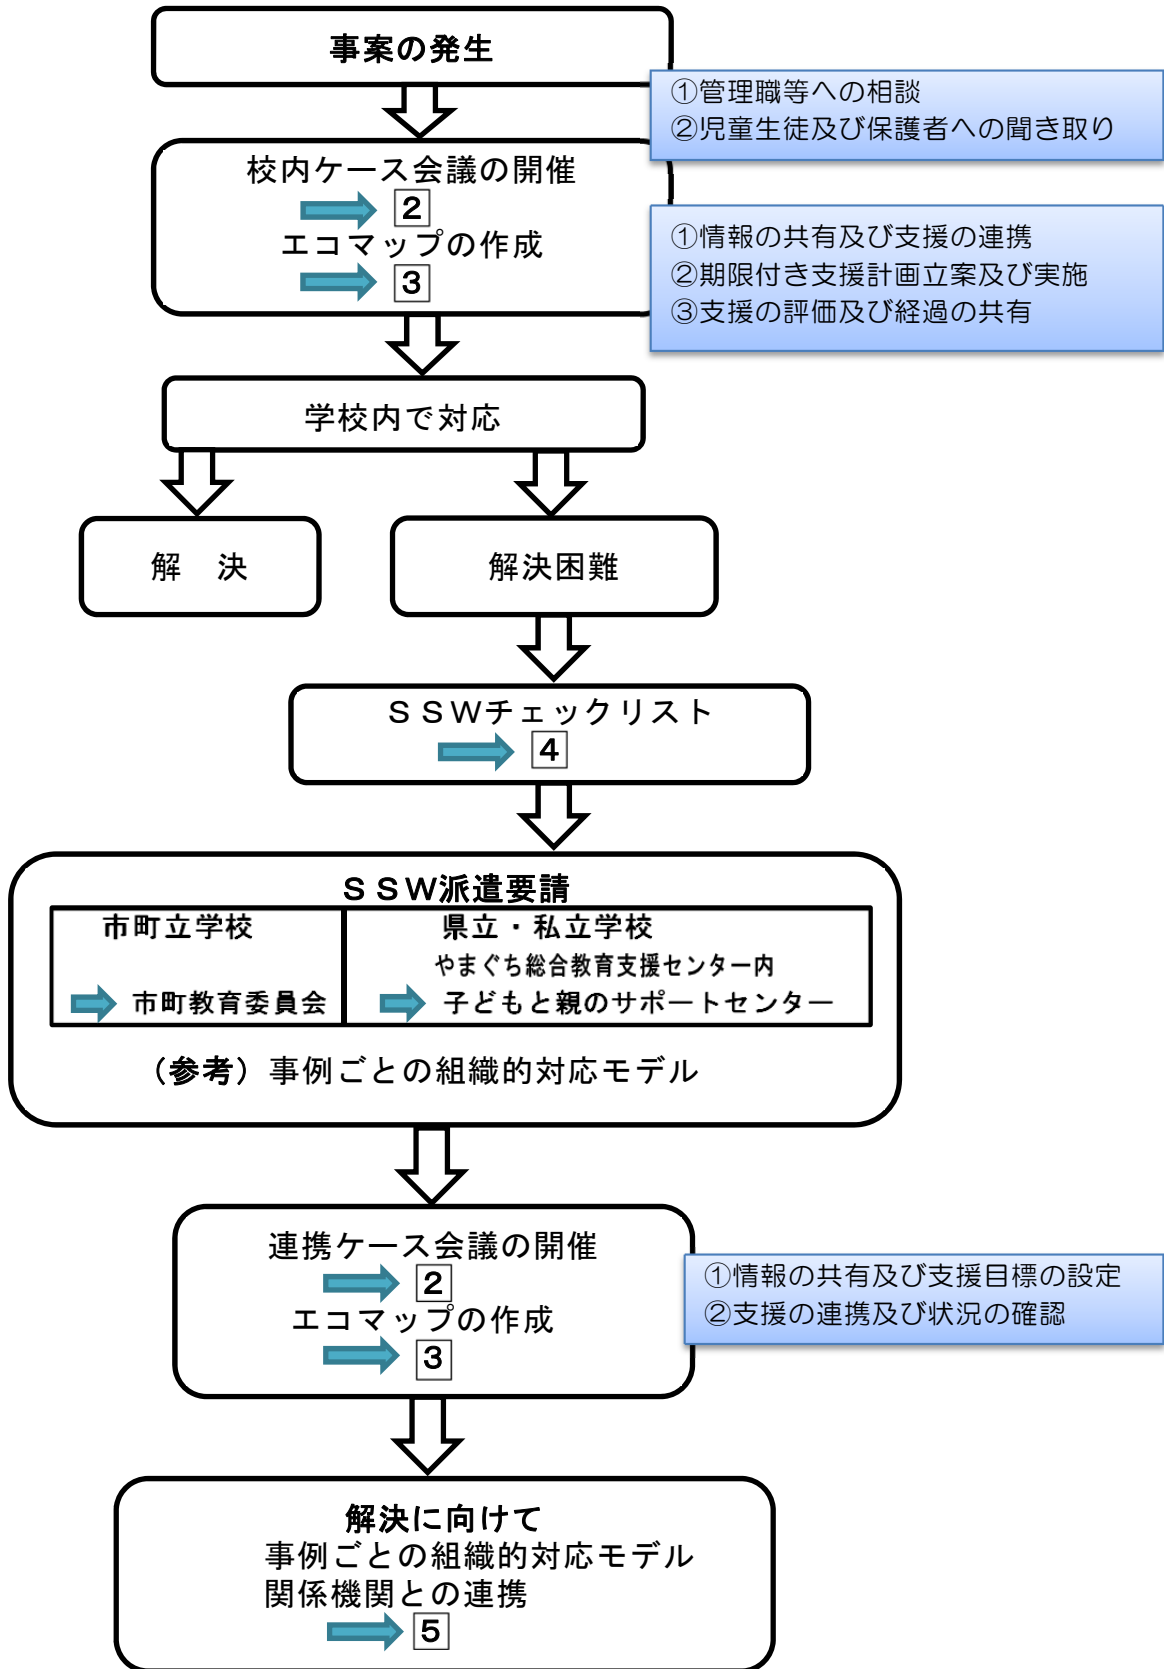 事案の発生
①管理職等への相談
②児童生徒及び保護者への聞き取り
校内ケース会議の開催
2
エコマップの作成
3
①情報の共有及び支援の連携
②期限付き支援計画立案及び実施
③支援の評価及び経過の共有
学校内で対応
解　決
解決困難
ＳＳＷチェックリスト
4
ＳＳＷ派遣要請
市町立学校
市町教育委員会
県立・私立学校
やまぐち総合教育支援センター内
子どもと親のサポートセンター
（参考）事例ごとの組織的対応モデル
連携ケース会議の開催
2
エコマップの作成
3
①情報の共有及び支援目標の設定
②支援の連携及び状況の確認
解決に向けて
事例ごとの組織的対応モデル
関係機関との連携
5